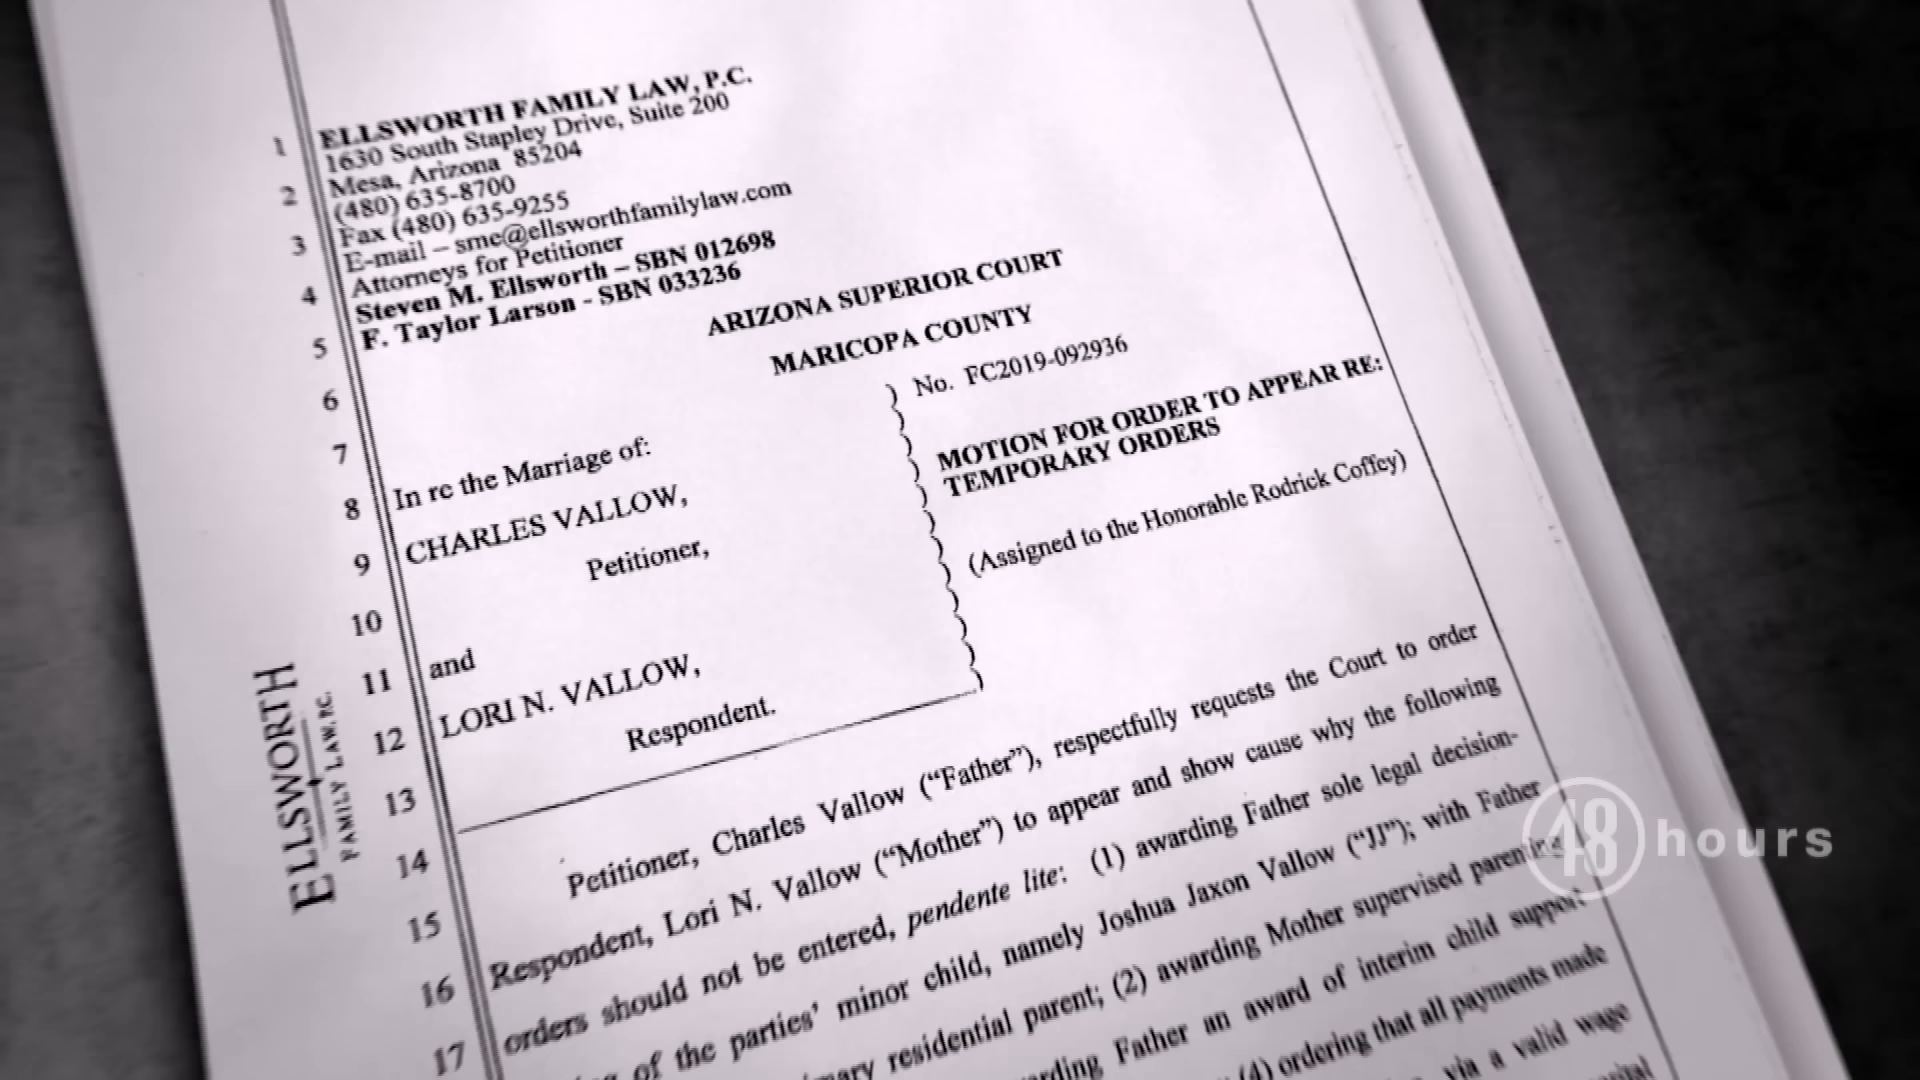 ELLSWORTH FAMILY LAW, P.C.
1 1630 South Stapley Drive, Suite 200
Mesa, Arizona 85204
2 (480) 635-8700
Fax (480) 635-9255
3 E-mail – sme@ellsworthfamilylaw.com
Attorneys for Petitioner
4 Steven M. Ellsworth – SBN 012698
5 F. Taylor Larson - SBN 033236
ARIZONA SUPERIOR COURT
6 MARICOPA COUNTY
7 No. FC2019-092936
8 In re the Marriage of:
MOTION FOR ORDER TO APPEAR RE:
TEMPORARY ORDERS
9 CHARLES VALLOW,
Petitioner,
(Assigned to the Honorable Rodrick Coffey)
10
11 and
12 LORI N. VALLOW,
Respondent.
13
14 Petitioner, Charles Vallow (“Father”), respectfully requests the Court to order
15 Respondent, Lori N. Vallow (“Mother”) to appear and show cause why the following
16 orders should not be entered, pendente lite: (1) awarding Father sole legal decision-
17 of the parties’ minor child, namely Joshua Jaxon Vallow (“JJ”); with Father
residential parent; (2) awarding Mother supervised parenting
Father an award of interim child support
(4) ordering that all payments made
via a valid wage
ELLSWORTH
FAMILY LAW, P.C.
48 hours